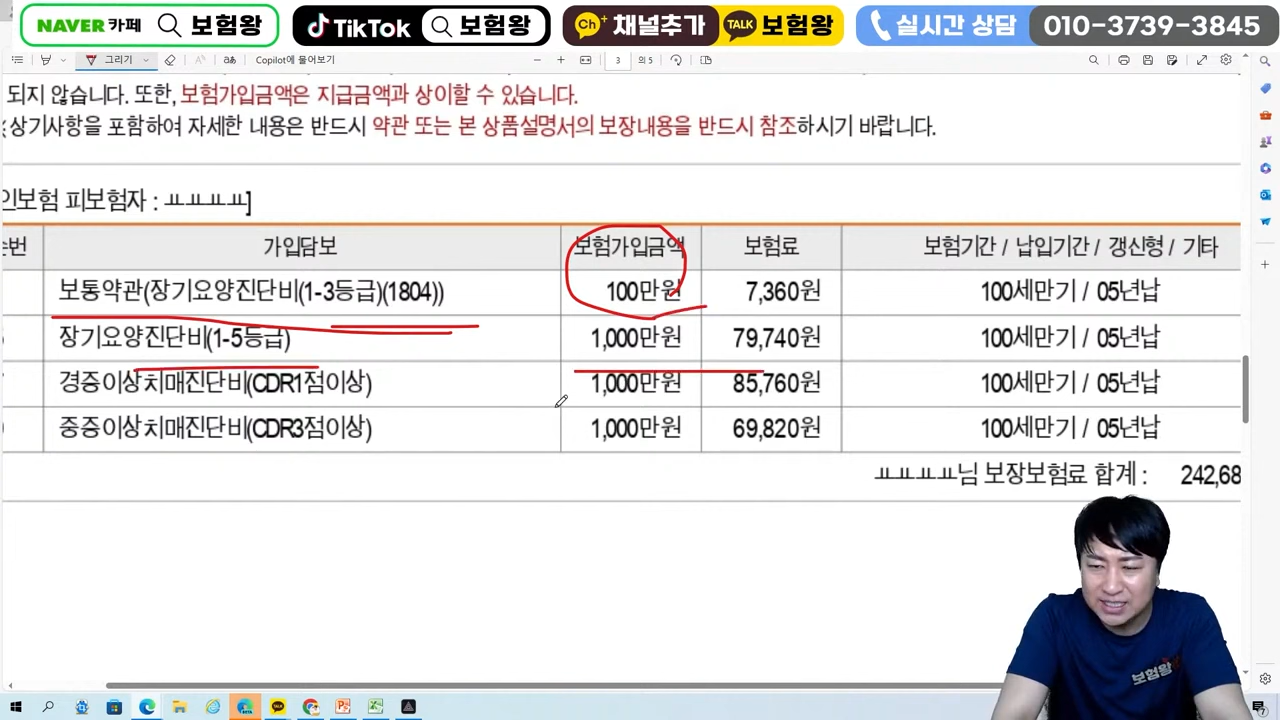 NAVER 카페 보험왕 TikTok 보험왕 Ch+ 채널추가 TALK 보험왕 실시간 상담 010-3739-3845
그리기 Copilot에 물어보기 3 의 5
되지 않습니다. 또한, 보험가입금액은 지급금액과 상이할 수 있습니다.
상기사항을 포함하여 자세한 내용은 반드시 약관 또는 본 상품설명서의 보장내용을 반드시 참조하시기 바랍니다.
인보험 피보험자 : ㅛㅛㅛㅛ]
순번 가입담보 보험가입금액 보험료 보험기간 / 납입기간 / 갱신형 / 기타
보통약관(장기요양진단비(1-3등급)(1804)) 100만원 7,360원 100세만기 / 05년납
장기요양진단비(1-5등급) 1,000만원 79,740원 100세만기 / 05년납
경증이상치매진단비(CDR1점이상) 1,000만원 85,760원 100세만기 / 05년납
중증이상치매진단비(CDR3점이상) 1,000만원 69,820원 100세만기 / 05년납
ㅛㅛㅛㅛ님 보장보험료 합계 : 242,68
보험왕